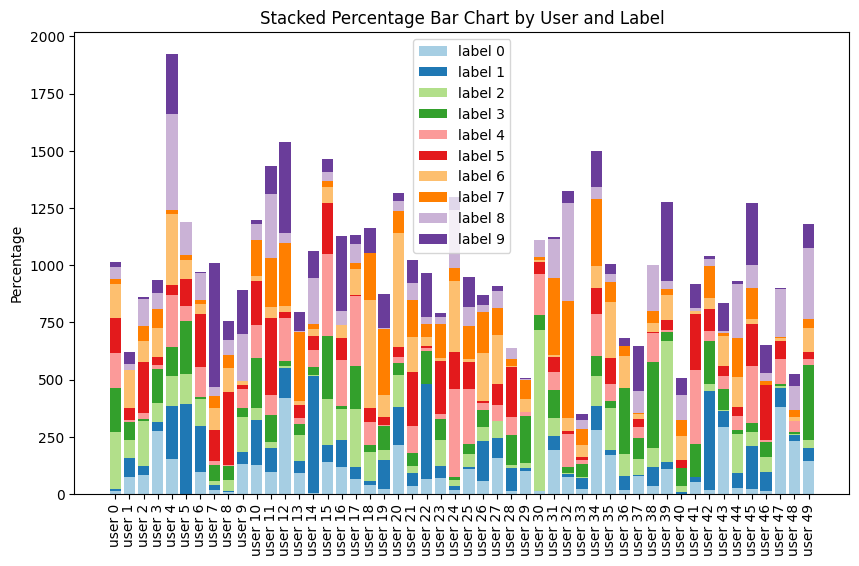 Stacked Percentage Bar Chart by User and Label
Percentage
2000
1750
1500
1250
1000
750
500
250
0
label 0
label 1
label 2
label 3
label 4
label 5
label 6
label 7
label 8
label 9
user 0
user 1
user 2
user 3
user 4
user 5
user 6
user 7
user 8
user 9
user 10
user 11
user 12
user 13
user 14
user 15
user 16
user 17
user 18
user 19
user 20
user 21
user 22
user 23
user 24
user 25
user 26
user 27
user 28
user 29
user 30
user 31
user 32
user 33
user 34
user 35
user 36
user 37
user 38
user 39
user 40
user 41
user 42
user 43
user 44
user 45
user 46
user 47
user 48
user 49